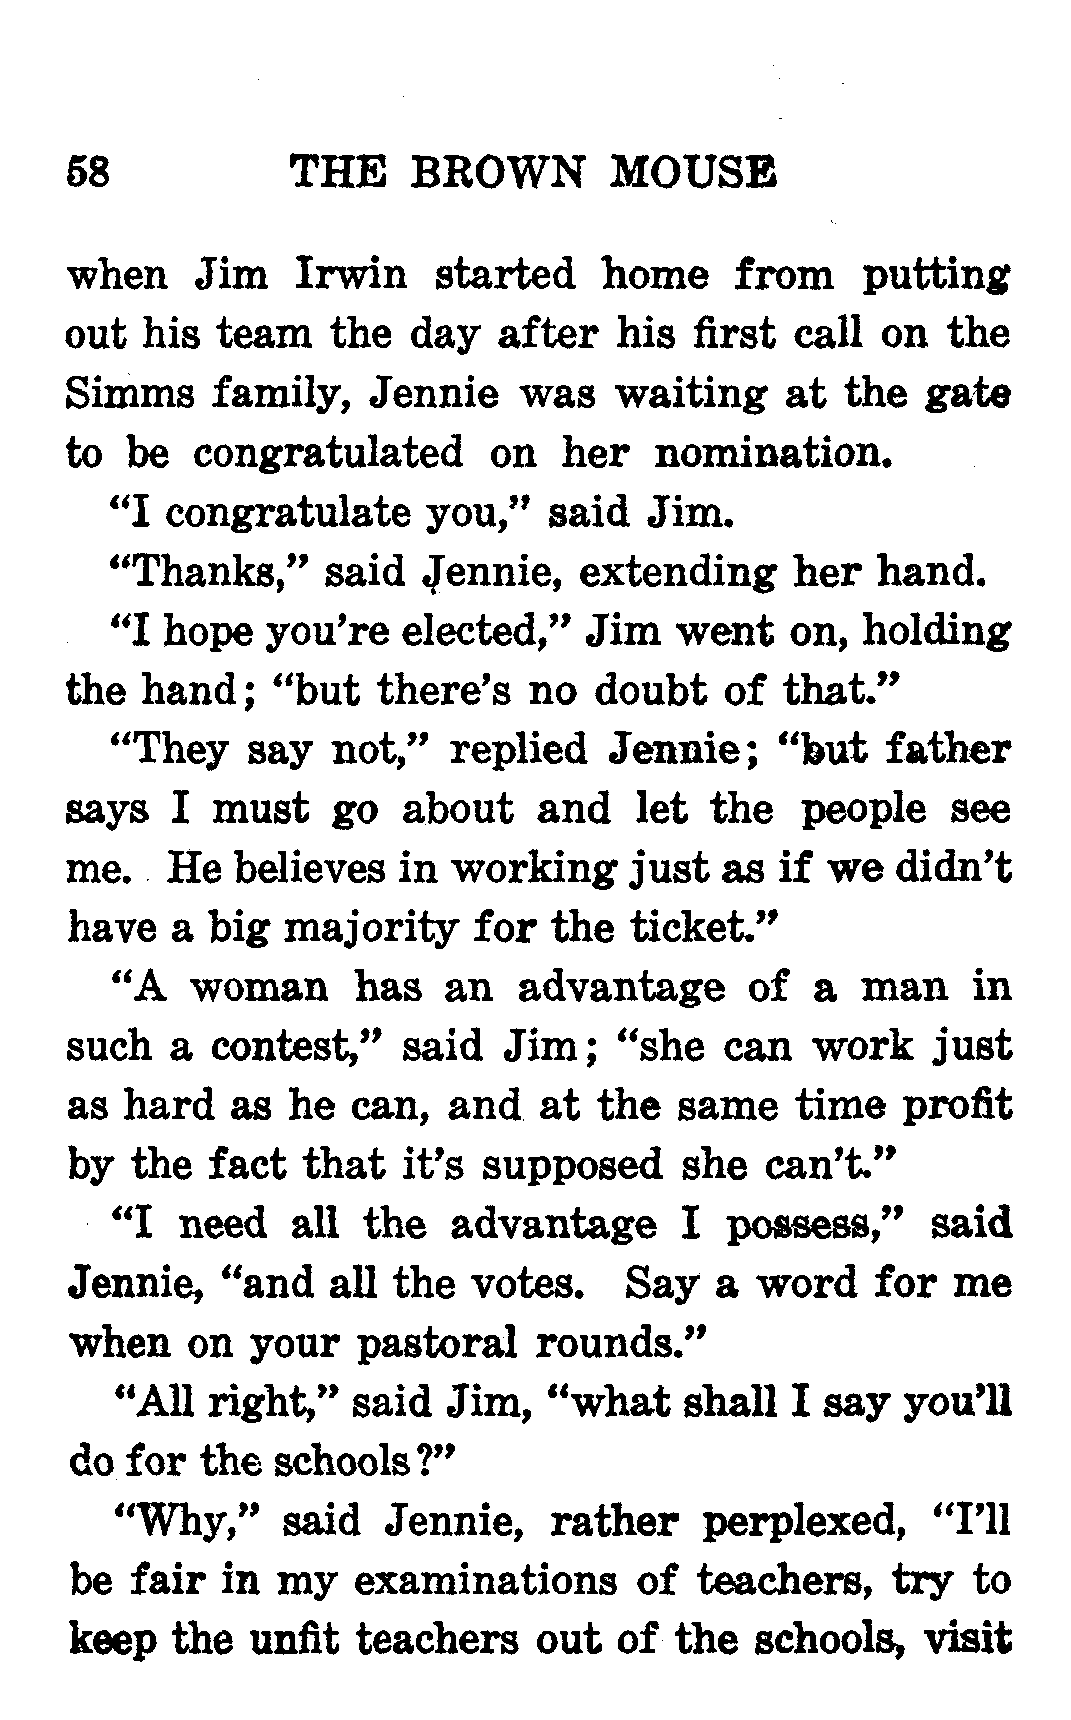 58 THE BROWN MOUSE
when Jim Irwin started home from putting
out his team the day after his first call on the
Simms family, Jennie was waiting at the gate
to be congratulated on her nomination.
“I congratulate you,” said Jim.
“Thanks,” said Jennie, extending her hand.
“I hope you're elected,” Jim went on, holding
the hand; “but there's no doubt of that.”
“They say not,” replied Jennie; “but father
says I must go about and let the people see
me. He believes in working just as if we didn't
have a big majority for the ticket.”
“A woman has an advantage of a man in
such a contest,” said Jim; “she can work just
as hard as he can, and at the same time profit
by the fact that it's supposed she can't.”
“I need all the advantage I possess,” said
Jennie, “and all the votes. Say a word for me
when on your pastoral rounds.”
“All right,” said Jim, “what shall I say you'll
do for the schools?”
“Why,” said Jennie, rather perplexed, “I'll
be fair in my examinations of teachers, try to
keep the unfit teachers out of the schools, visit